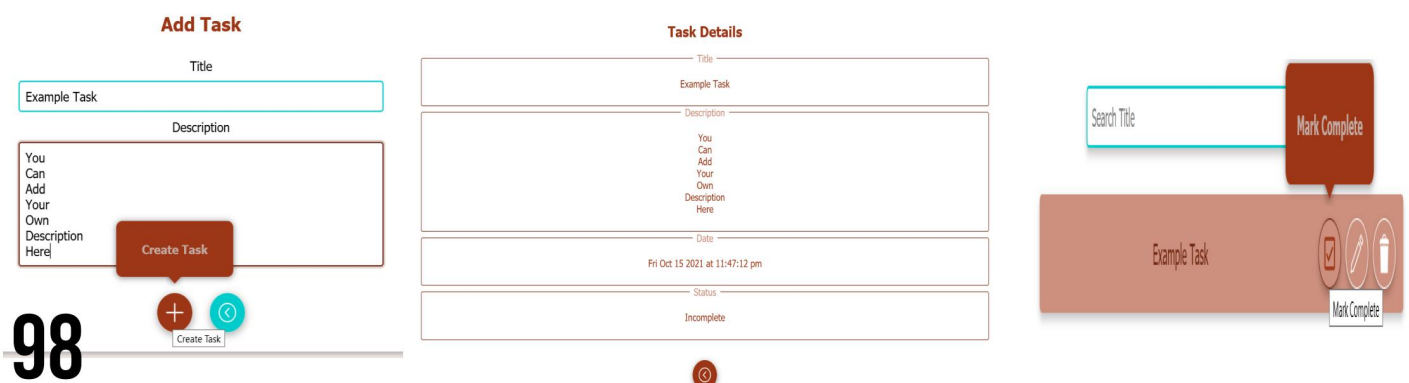 Add Task
Title
Example Task
Description
You
Can
Add
Your
Own
Description
Here
Create Task
Create Task
98
Task Details
Title
Example Task
Description
You
Can
Add
Your
Own
Description
Here
Date
Fri Oct 15 2021 at 11:47:12 pm
Status
Incomplete
Search Title
Mark Complete
Example Task
Mark Complete